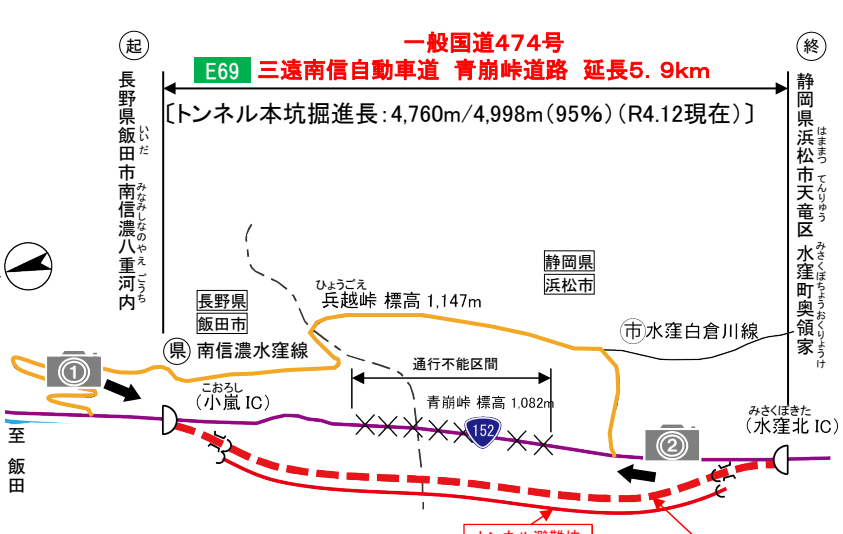 起
終
一般国道474号
E69 三遠南信自動車道 青崩峠道路 延長5.9km
〔トンネル本坑掘進長:4,760m/4,998m(95%)(R4.12現在)〕
長野県飯田市南信濃八重河内
いいだ
みなみしなのやえごうち
静岡県浜松市天竜区 水窪町奥領家
はままつ てんりゅう
みさくぼちょうおくりょうけ
静岡県
浜松市
長野県
飯田市
ひょうごえ
兵越峠 標高 1,147m
県 南信濃水窪線
市 水窪白倉川線
通行不能区間
青崩峠 標高 1,082m
152
①
②
こおろし
(小嵐 IC)
みさくぼきた
(水窪北 IC)
至 飯田